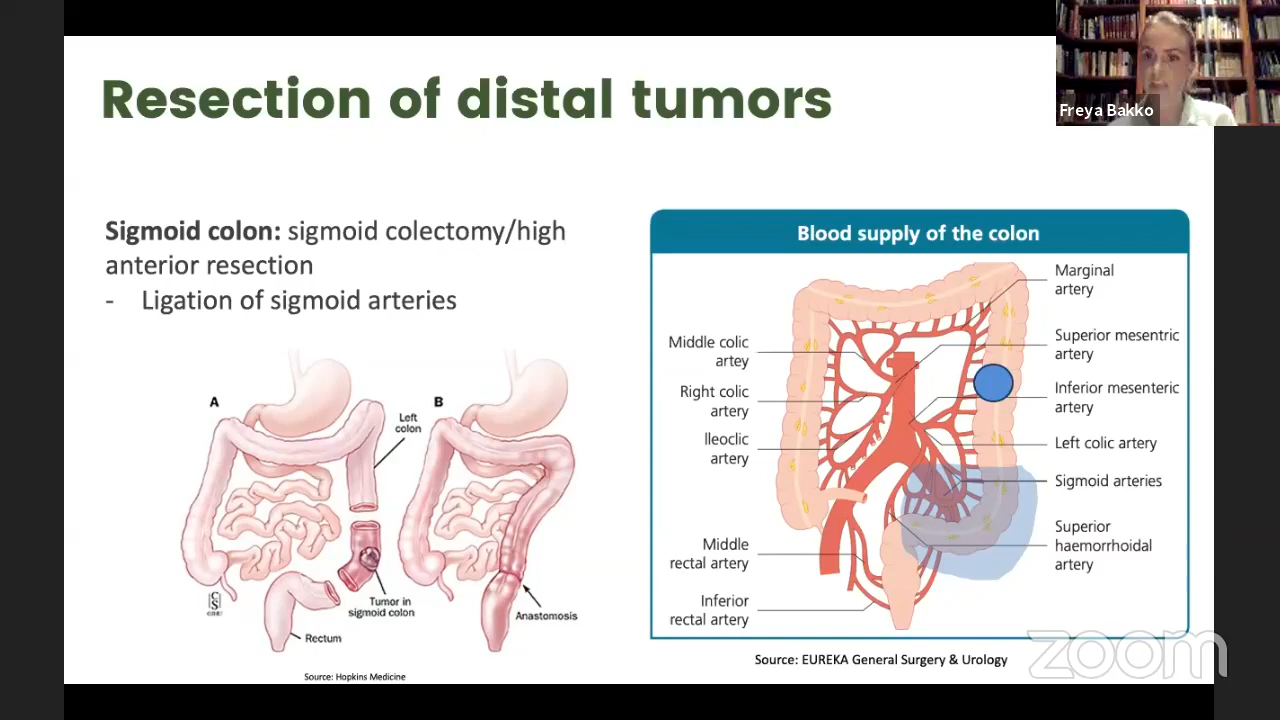 Resection of distal tumors
Freya Bakko
Sigmoid colon: sigmoid colectomy/high
anterior resection
- Ligation of sigmoid arteries
A
B
Left
colon
Tumor in
sigmoid colon
Anastomosis
Rectum
Source: Hopkins Medicine
Blood supply of the colon
Marginal
artery
Middle colic
artey
Superior mesentric
artery
Right colic
artery
Inferior mesenteric
artery
Ileoclic
artery
Left colic artery
Sigmoid arteries
Superior
haemorrhoidal
artery
Middle
rectal artery
Inferior
rectal artery
Source: EUREKA General Surgery & Urology
zoom